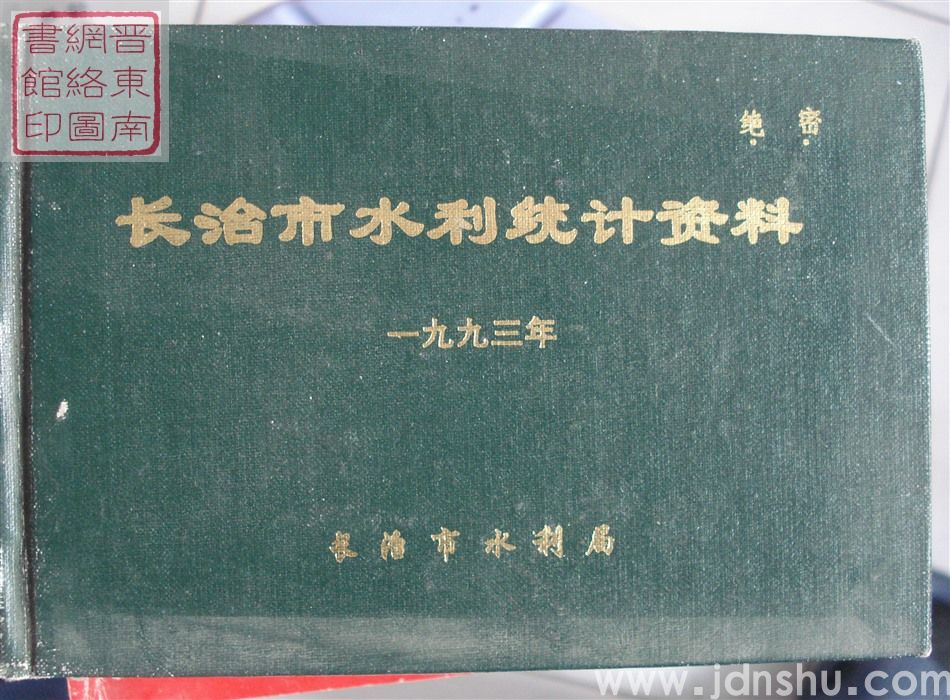 晋東南
網絡圖
書館印
绝密
长治市水利统计资料
一九九三年
长治市水利局
www.jdnshu.com